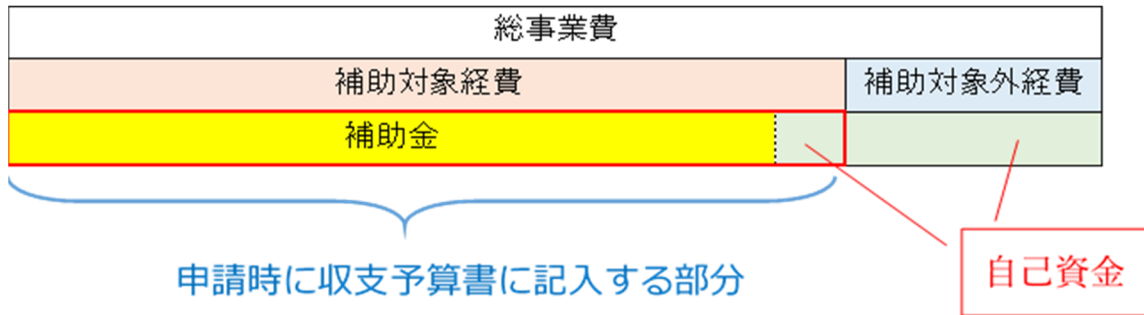 総事業費
補助対象経費
補助対象外経費
補助金
申請時に収支予算書に記入する部分
自己資金